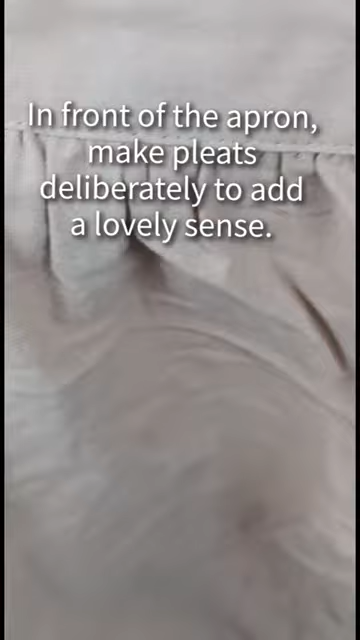 In front of the apron,
make pleats
deliberately to add
a lovely sense.